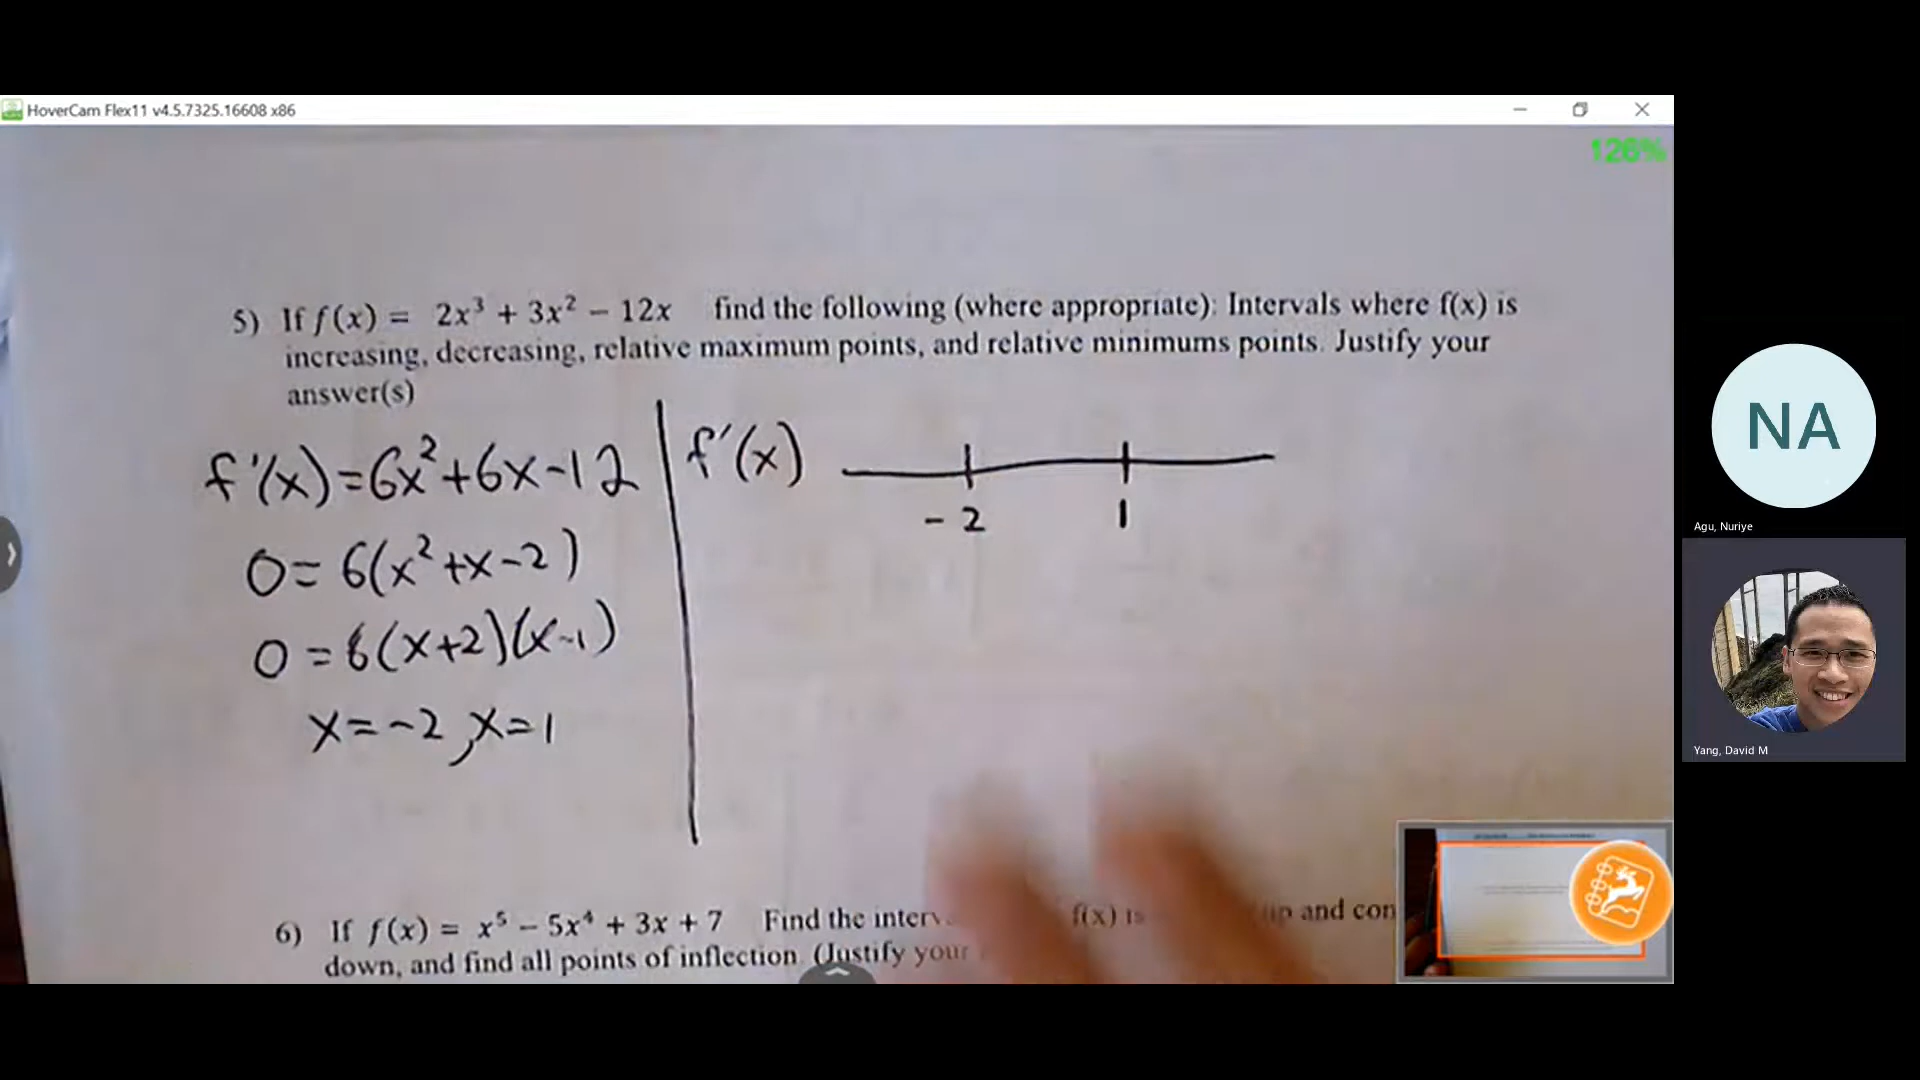 HoverCam Flex11 v4.5.7325.16608 x86
126%
5) If f(x) = 2x³ + 3x² − 12x find the following (where appropriate): Intervals where f(x) is
increasing, decreasing, relative maximum points, and relative minimums points. Justify your
answer(s)
f'(x)=6x²+6x-12
0=6(x²+x-2)
0=6(x+2)(x-1)
x=-2, x=1
f'(x)
-2 1
6) If f(x) = x⁵ − 5x⁴ + 3x + 7 Find the f(x) is up and
down, and find all points of inflection. (Justify your
NA
Agu, Nuriye
Yang, David M